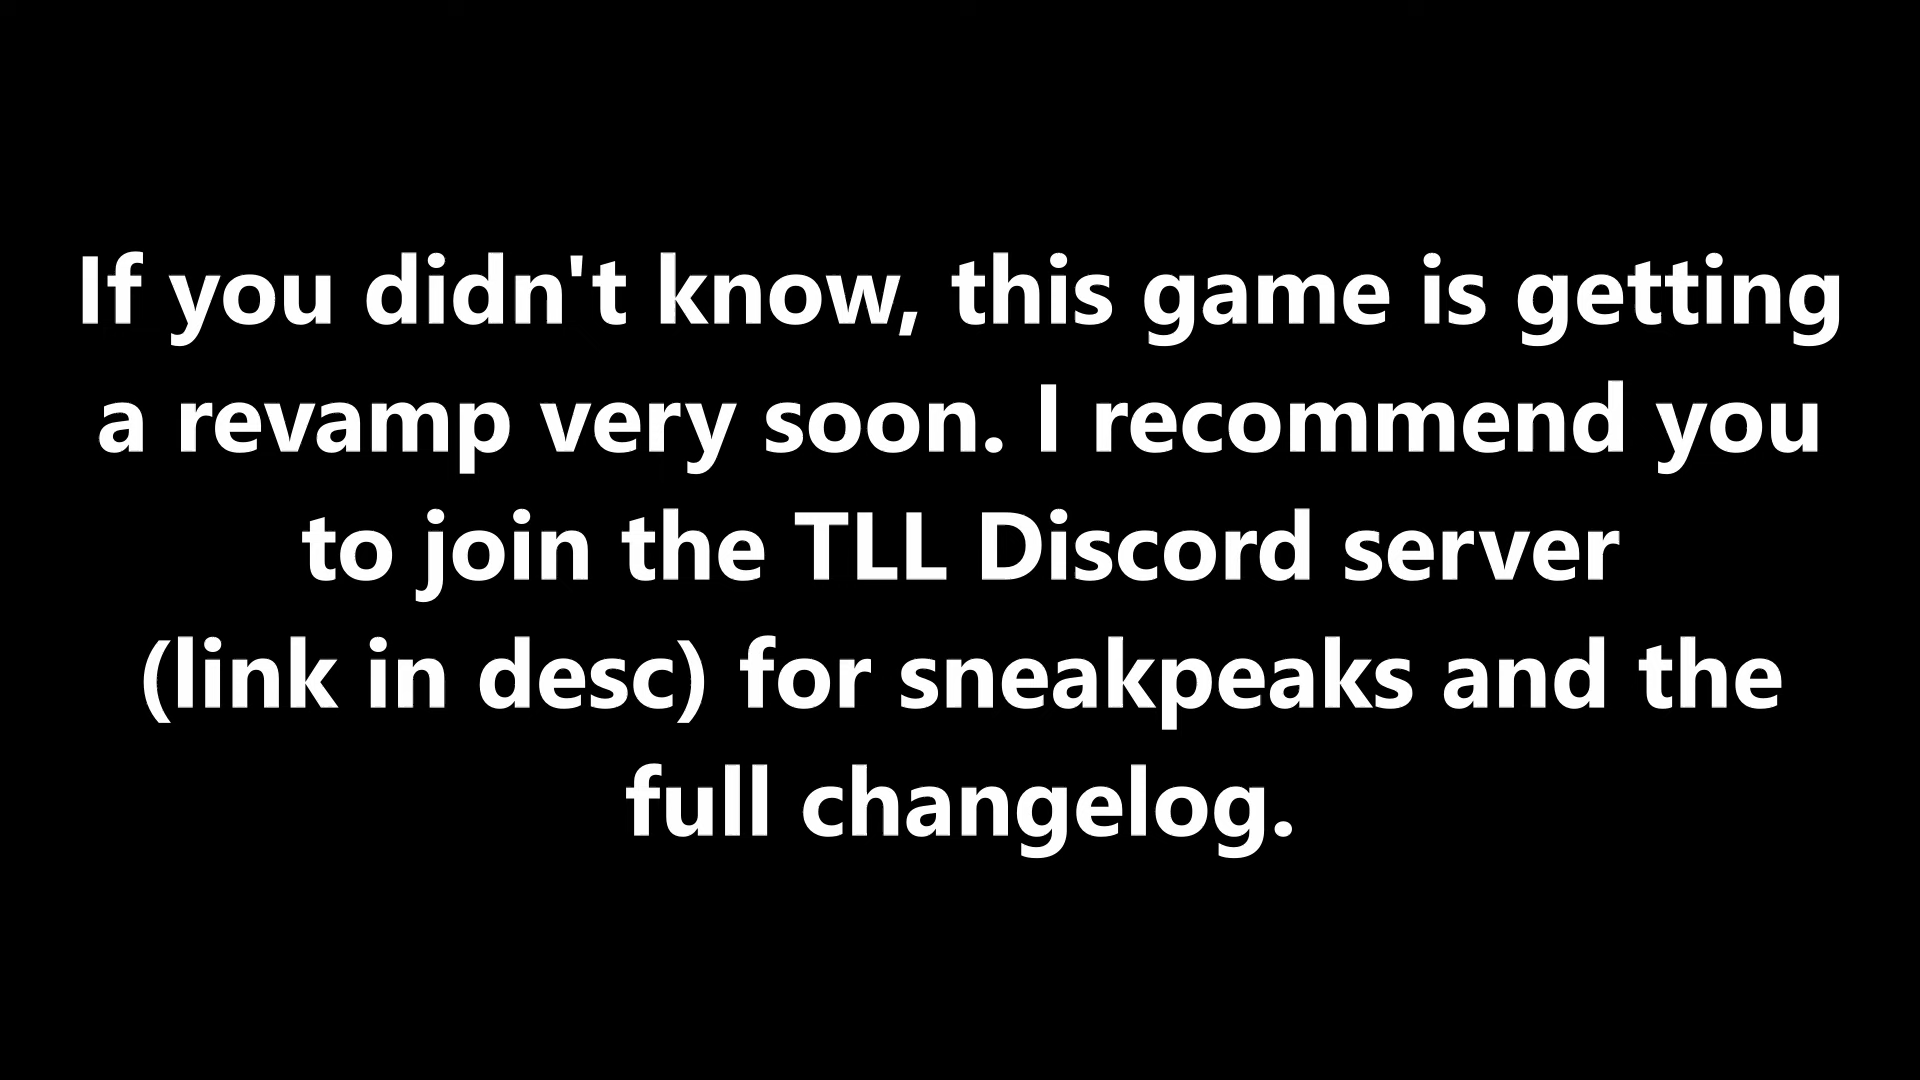 If you didn't know, this game is getting
a revamp very soon. I recommend you
to join the TLL Discord server
(link in desc) for sneakpeaks and the
full changelog.